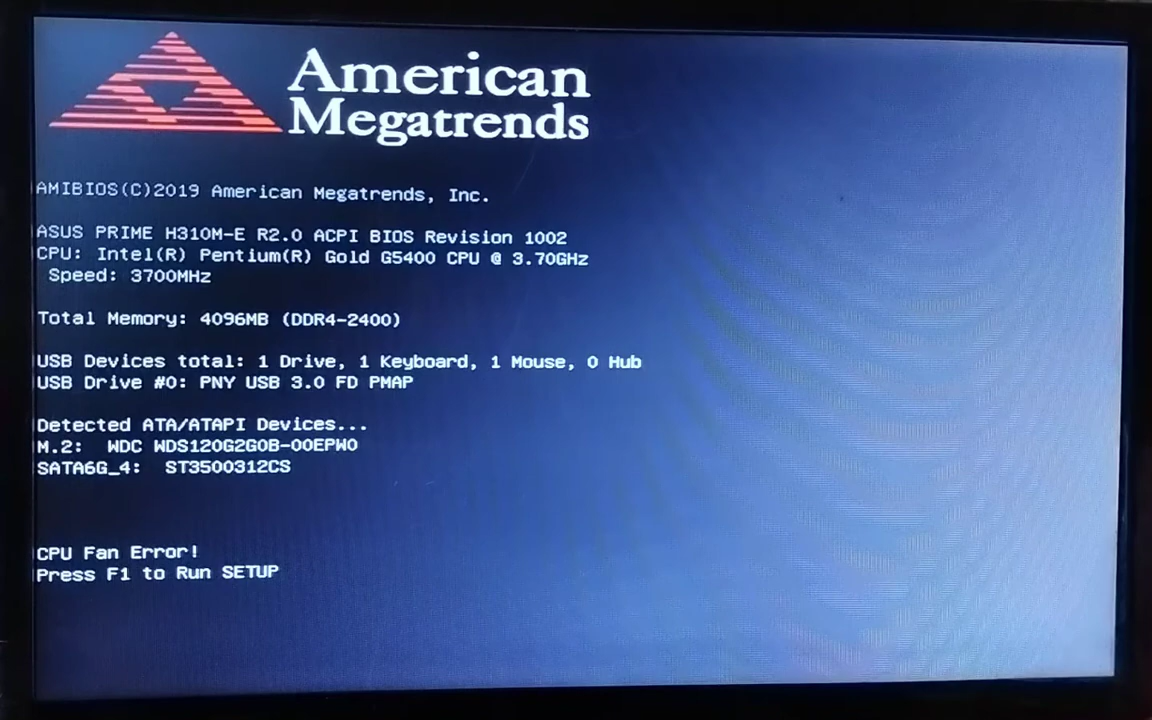 American
Megatrends
AMIBIOS(C)2019 American Megatrends, Inc.
ASUS PRIME H310M-E R2.0 ACPI BIOS Revision 1002
CPU: Intel(R) Pentium(R) Gold G5400 CPU @ 3.70GHz
Speed: 3700MHz
Total Memory: 4096MB (DDR4-2400)
USB Devices total: 1 Drive, 1 Keyboard, 1 Mouse, 0 Hub
USB Drive #0: PNY USB 3.0 FD PMAP
Detected ATA/ATAPI Devices...
M.2: WDC WDS120G2G0B-00EPW0
SATA6G_4: ST3500312CS
CPU Fan Error!
Press F1 to Run SETUP